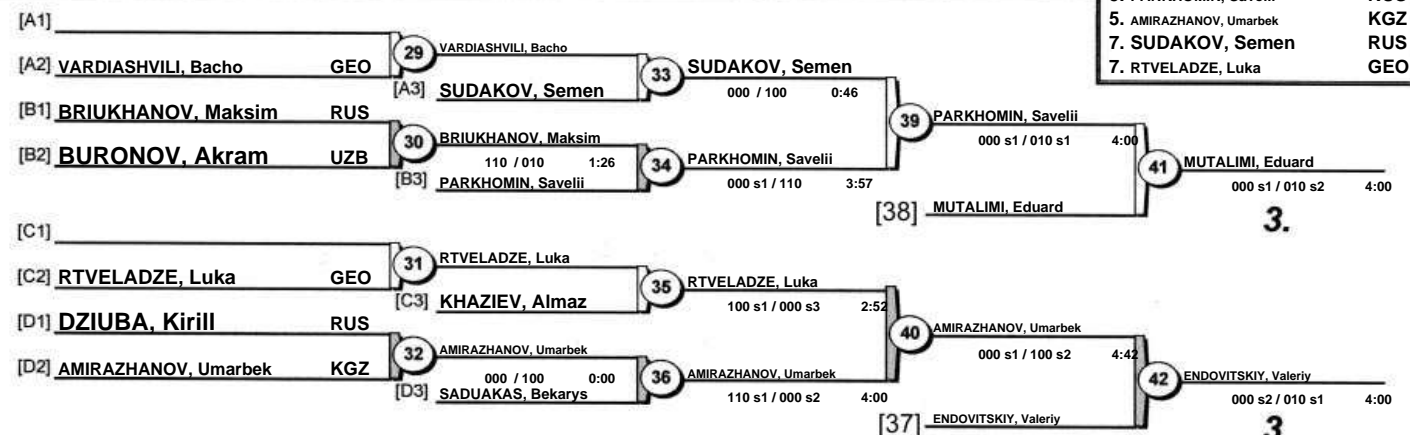 5. AMIRAZHANOV, Umarbek KGZ
7. SUDAKOV, Semen RUS
7. RTVELADZE, Luka GEO
[A1]
[A2] VARDIASHVILI, Bacho GEO
29
VARDIASHVILI, Bacho
[A3] SUDAKOV, Semen
33
SUDAKOV, Semen
000 / 100 0:46
[B1] BRIUKHANOV, Maksim RUS
[B2] BURONOV, Akram UZB
30
BRIUKHANOV, Maksim
110 / 010 1:26
[B3] PARKHOMIN, Savelii
34
PARKHOMIN, Savelii
000 s1 / 110 3:57
39
PARKHOMIN, Savelii
000 s1 / 010 s1 4:00
[38] MUTALIMI, Eduard
41
MUTALIMI, Eduard
000 s1 / 010 s2 4:00
3.
[C1]
[C2] RTVELADZE, Luka GEO
31
RTVELADZE, Luka
[C3] KHAZIEV, Almaz
35
RTVELADZE, Luka
100 s1 / 000 s3 2:52
[D1] DZIUBA, Kirill RUS
[D2] AMIRAZHANOV, Umarbek KGZ
32
AMIRAZHANOV, Umarbek
000 / 100 0:00
[D3] SADUAKAS, Bekarys
36
AMIRAZHANOV, Umarbek
110 s1 / 000 s2 4:00
40
AMIRAZHANOV, Umarbek
000 s1 / 100 s2 4:42
[37] ENDOVITSKIY, Valeriy
42
ENDOVITSKIY, Valeriy
000 s2 / 010 s1 4:00
3